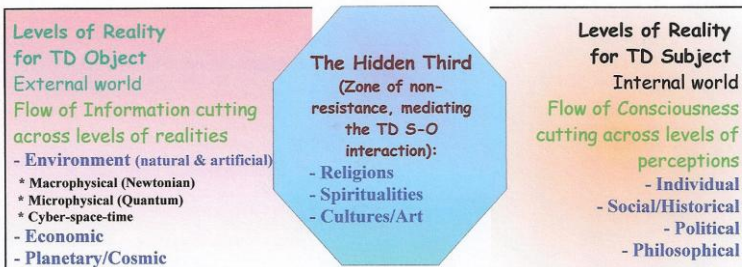 Levels of Reality
for TD Object
External world
Flow of Information cutting
across levels of realities
- Environment (natural & artificial)
* Macrophysical (Newtonian)
* Microphysical (Quantum)
* Cyber-space-time
- Economic
- Planetary/Cosmic
The Hidden Third
(Zone of non-
resistance, mediating
the TD S-O
interaction):
- Religions
- Spiritualities
- Cultures/Art
Levels of Reality
for TD Subject
Internal world
Flow of Consciousness
cutting across levels of
perceptions
- Individual
- Social/Historical
- Political
- Philosophical